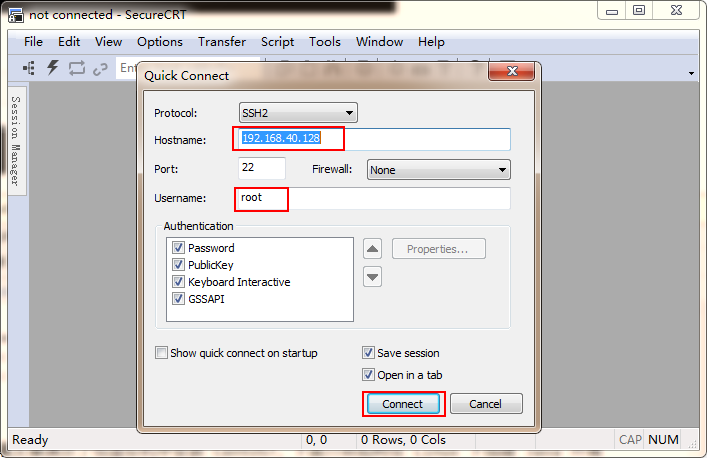 not connected - SecureCRT
File Edit View Options Transfer Script Tools Window Help
Session Manager
Quick Connect
Protocol: SSH2
Hostname: 192.168.40.128
Port: 22 Firewall: None
Username: root
Authentication
Password
PublicKey
Keyboard Interactive
GSSAPI
Properties...
Show quick connect on startup
Save session
Open in a tab
Connect Cancel
Ready 0, 0 0 Rows, 0 Cols CAP NUM